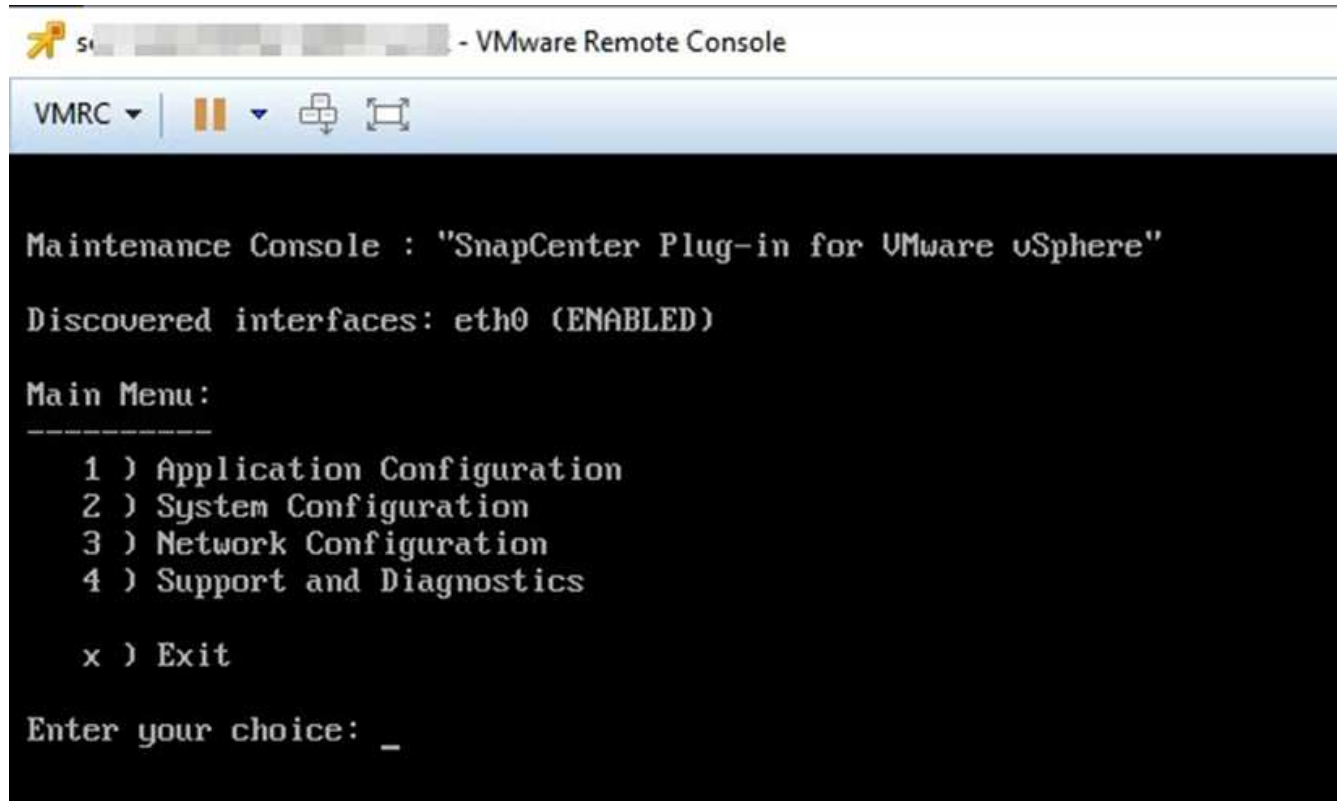 - VMware Remote Console
VMRC
Maintenance Console : "SnapCenter Plug-in for VMware vSphere"
Discovered interfaces: eth0 (ENABLED)
Main Menu:
----------
1 ) Application Configuration
2 ) System Configuration
3 ) Network Configuration
4 ) Support and Diagnostics
x ) Exit
Enter your choice: _